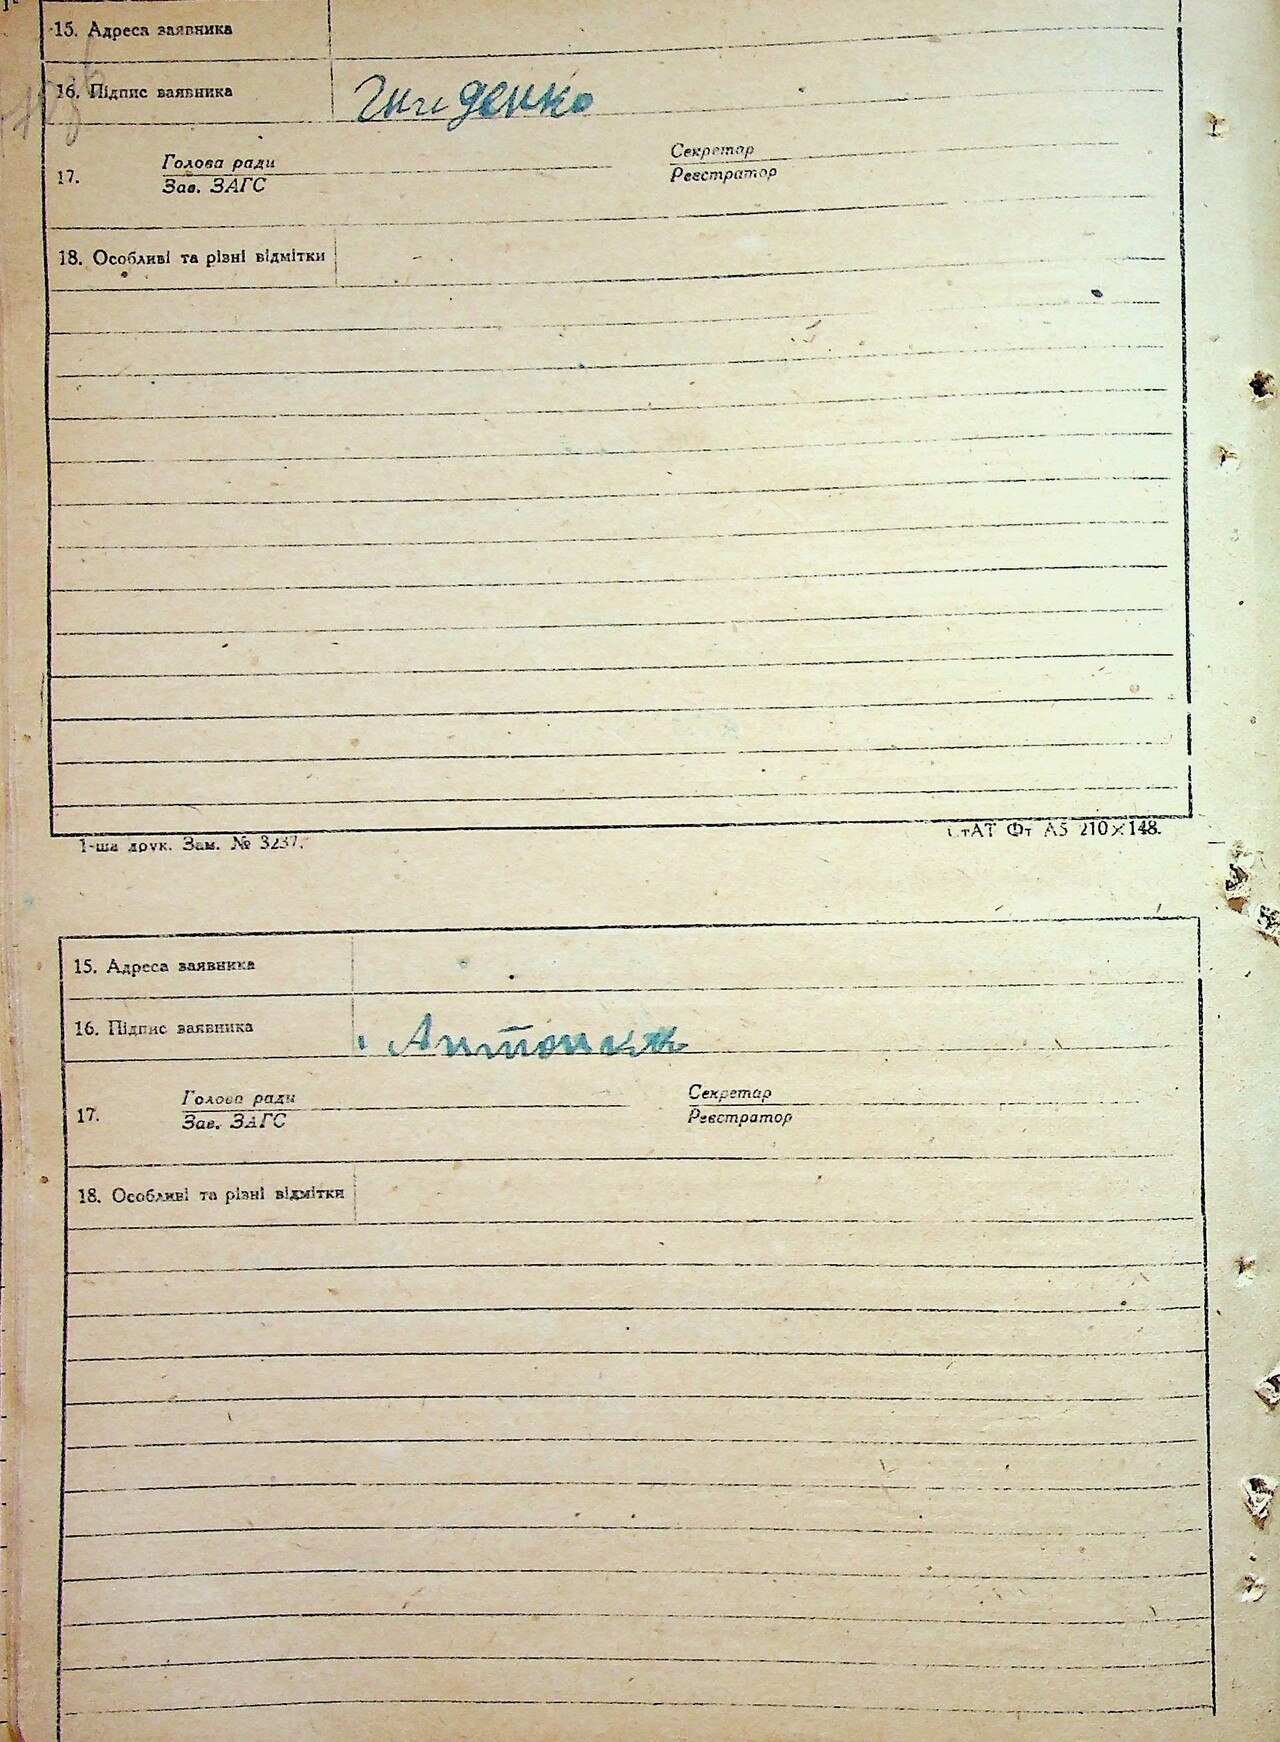 15. Адреса заявника
16. Підпис заявника
17. Голова ради Секретар
Зав. ЗАГС Реєстратор
18. Особливі та різні відмітки
1-ша друк. Зам. № 3237. СтАТ Фт А5 210×148.
15. Адреса заявника
16. Підпис заявника
17. Голова ради Секретар
Зав. ЗАГС Реєстратор
18. Особливі та різні відмітки